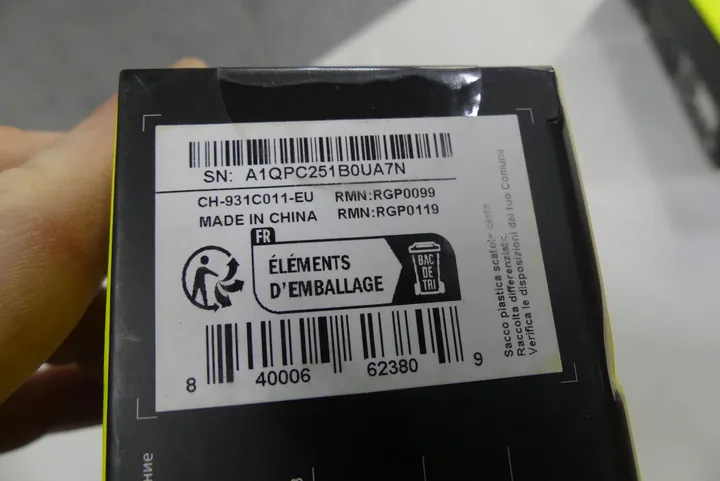 SN: A1QPC251B0UA7N
CH-931C011-EU RMN:RGP0099
MADE IN CHINA RMN:RGP0119
FR
ÉLÉMENTS
D'EMBALLAGE
BAC
DE
TRI
8 40006 62380 9
Sacco plastica scatola carta
Raccolta differenziata.
Verifica le disposizioni del tuo Comune
ние